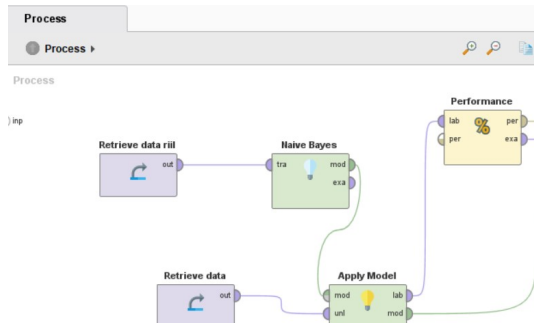 Process
Process
Process
inp
Performance
lab per
per exa
Retrieve data riil
out
Naive Bayes
tra mod
exa
Retrieve data
out
Apply Model
mod lab
unl mod